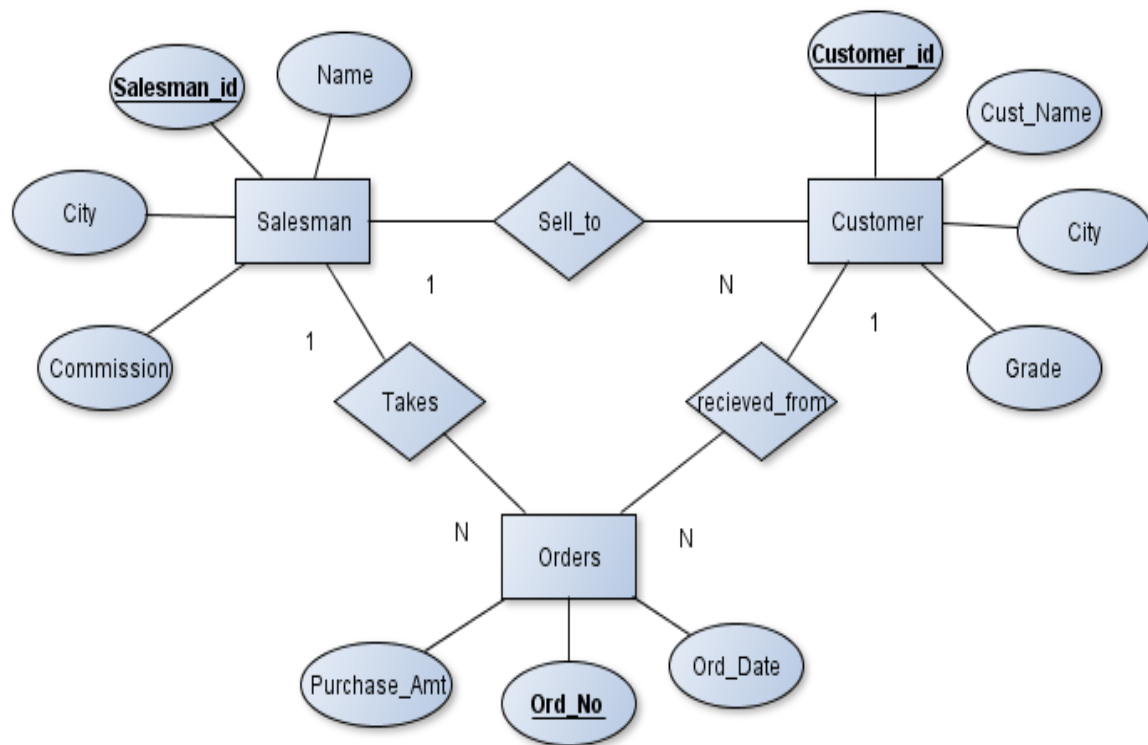 Customer_id
Name
Salesman_id
Cust_Name
City
Salesman
Sell_to
Customer
City
1
N
1
1
Commission
Grade
Takes
recieved_from
N
N
Orders
Purchase_Amt
Ord_No
Ord_Date